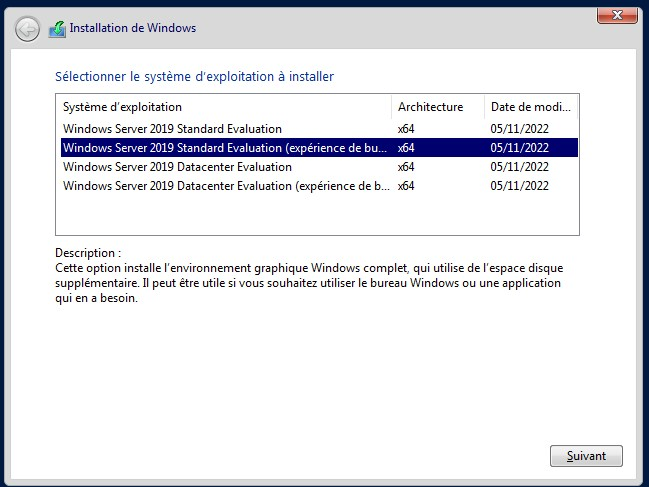 Installation de Windows
Sélectionner le système d'exploitation à installer
Système d'exploitation Architecture Date de modi...
Windows Server 2019 Standard Evaluation x64 05/11/2022
Windows Server 2019 Standard Evaluation (expérience de bu... x64 05/11/2022
Windows Server 2019 Datacenter Evaluation x64 05/11/2022
Windows Server 2019 Datacenter Evaluation (expérience de b... x64 05/11/2022
Description :
Cette option installe l'environnement graphique Windows complet, qui utilise de l'espace disque
supplémentaire. Il peut être utile si vous souhaitez utiliser le bureau Windows ou une application
qui en a besoin.
Suivant